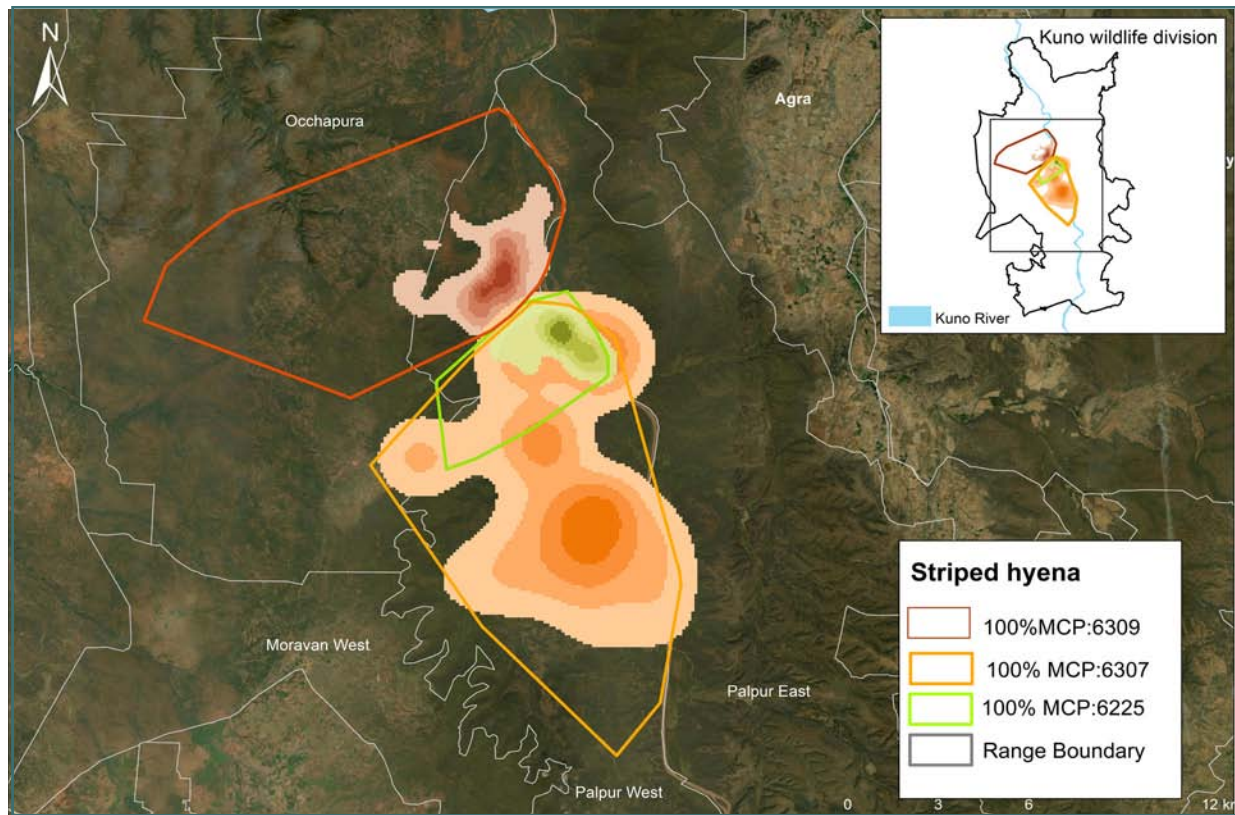 N
Occhapura
Agra
Kuno wildlife division
Kuno River
y
Striped hyena
100%MCP:6309
100% MCP:6307
100% MCP:6225
Range Boundary
Moravan West
Palpur East
Palpur West
0 3 6 12 km